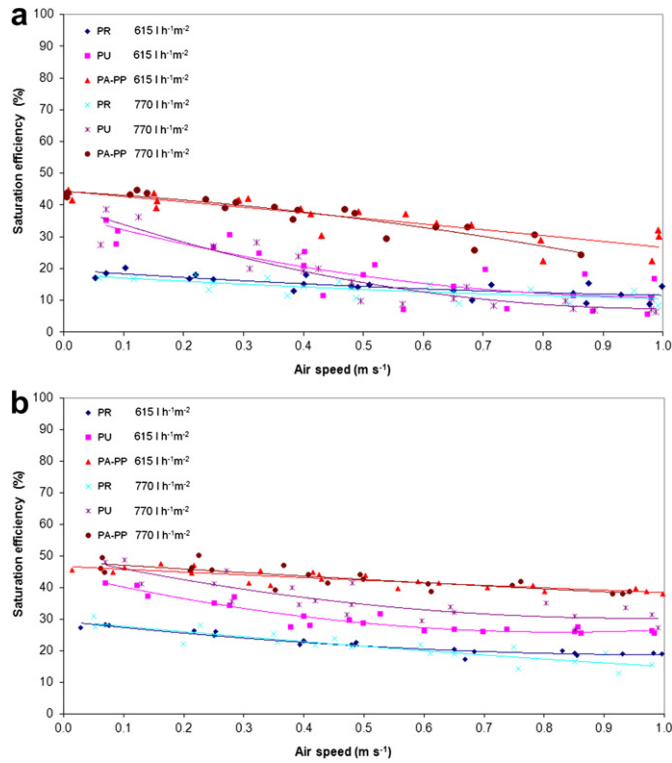 a
100
90
80
70
60
50
40
30
20
10
0
Saturation efficiency (%)
PR 615 l h⁻¹m⁻²
PU 615 l h⁻¹m⁻²
PA-PP 615 l h⁻¹m⁻²
PR 770 l h⁻¹m⁻²
PU 770 l h⁻¹m⁻²
PA-PP 770 l h⁻¹m⁻²
0.0 0.1 0.2 0.3 0.4 0.5 0.6 0.7 0.8 0.9 1.0
Air speed (m s⁻¹)
b
100
90
80
70
60
50
40
30
20
10
0
Saturation efficiency (%)
PR 615 l h⁻¹m⁻²
PU 615 l h⁻¹m⁻²
PA-PP 615 l h⁻¹m⁻²
PR 770 l h⁻¹m⁻²
PU 770 l h⁻¹m⁻²
PA-PP 770 l h⁻¹m⁻²
0.0 0.1 0.2 0.3 0.4 0.5 0.6 0.7 0.8 0.9 1.0
Air speed (m s⁻¹)